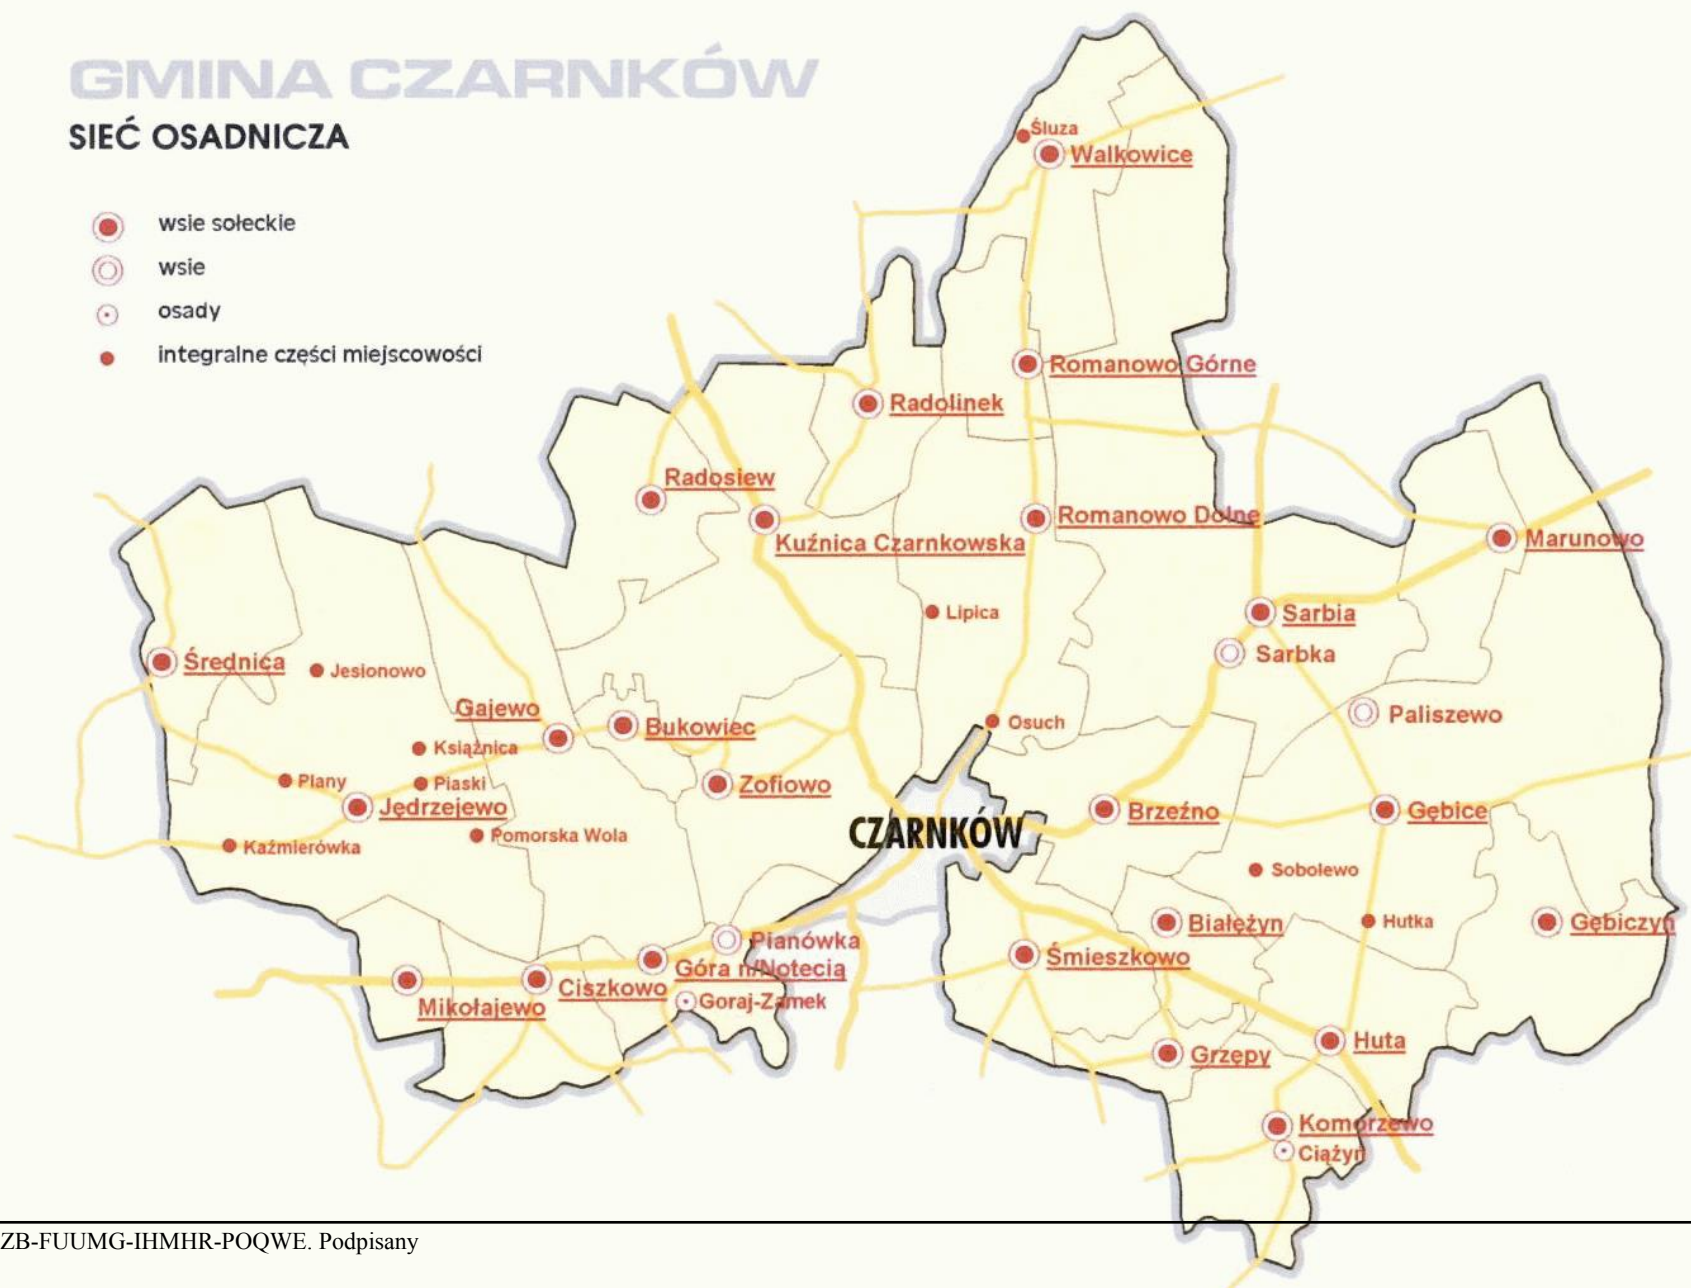 GMINA CZARNKÓW
SIEĆ OSADNICZA
wsie sołeckie
wsie
osady
integralne części miejscowości
Śluza
Walkowice
Romanowo Górne
Radolinek
Radosiew
Romanowo Dolne
Kuźnica Czarnkowska
Marunowo
Lipica
Sarbia
Sarbka
Średnica
Jesionowo
Gajewo
Bukowiec
Osuch
Paliszewo
Książnica
Plany
Piaski
Zofiowo
Jędrzejewo
Brzeźno
Gębice
CZARNKÓW
Pomorska Wola
Kaźmierówka
Sobolewo
Białężyn
Hutka
Gębiczyn
Pianówka
Śmieszkowo
Góra n/Notecią
Ciszkowo
Goraj-Zamek
Mikołajewo
Huta
Grzępy
Komorzewo
Ciążyn
ZB-FUUMG-IHMHR-POQWE. Podpisany